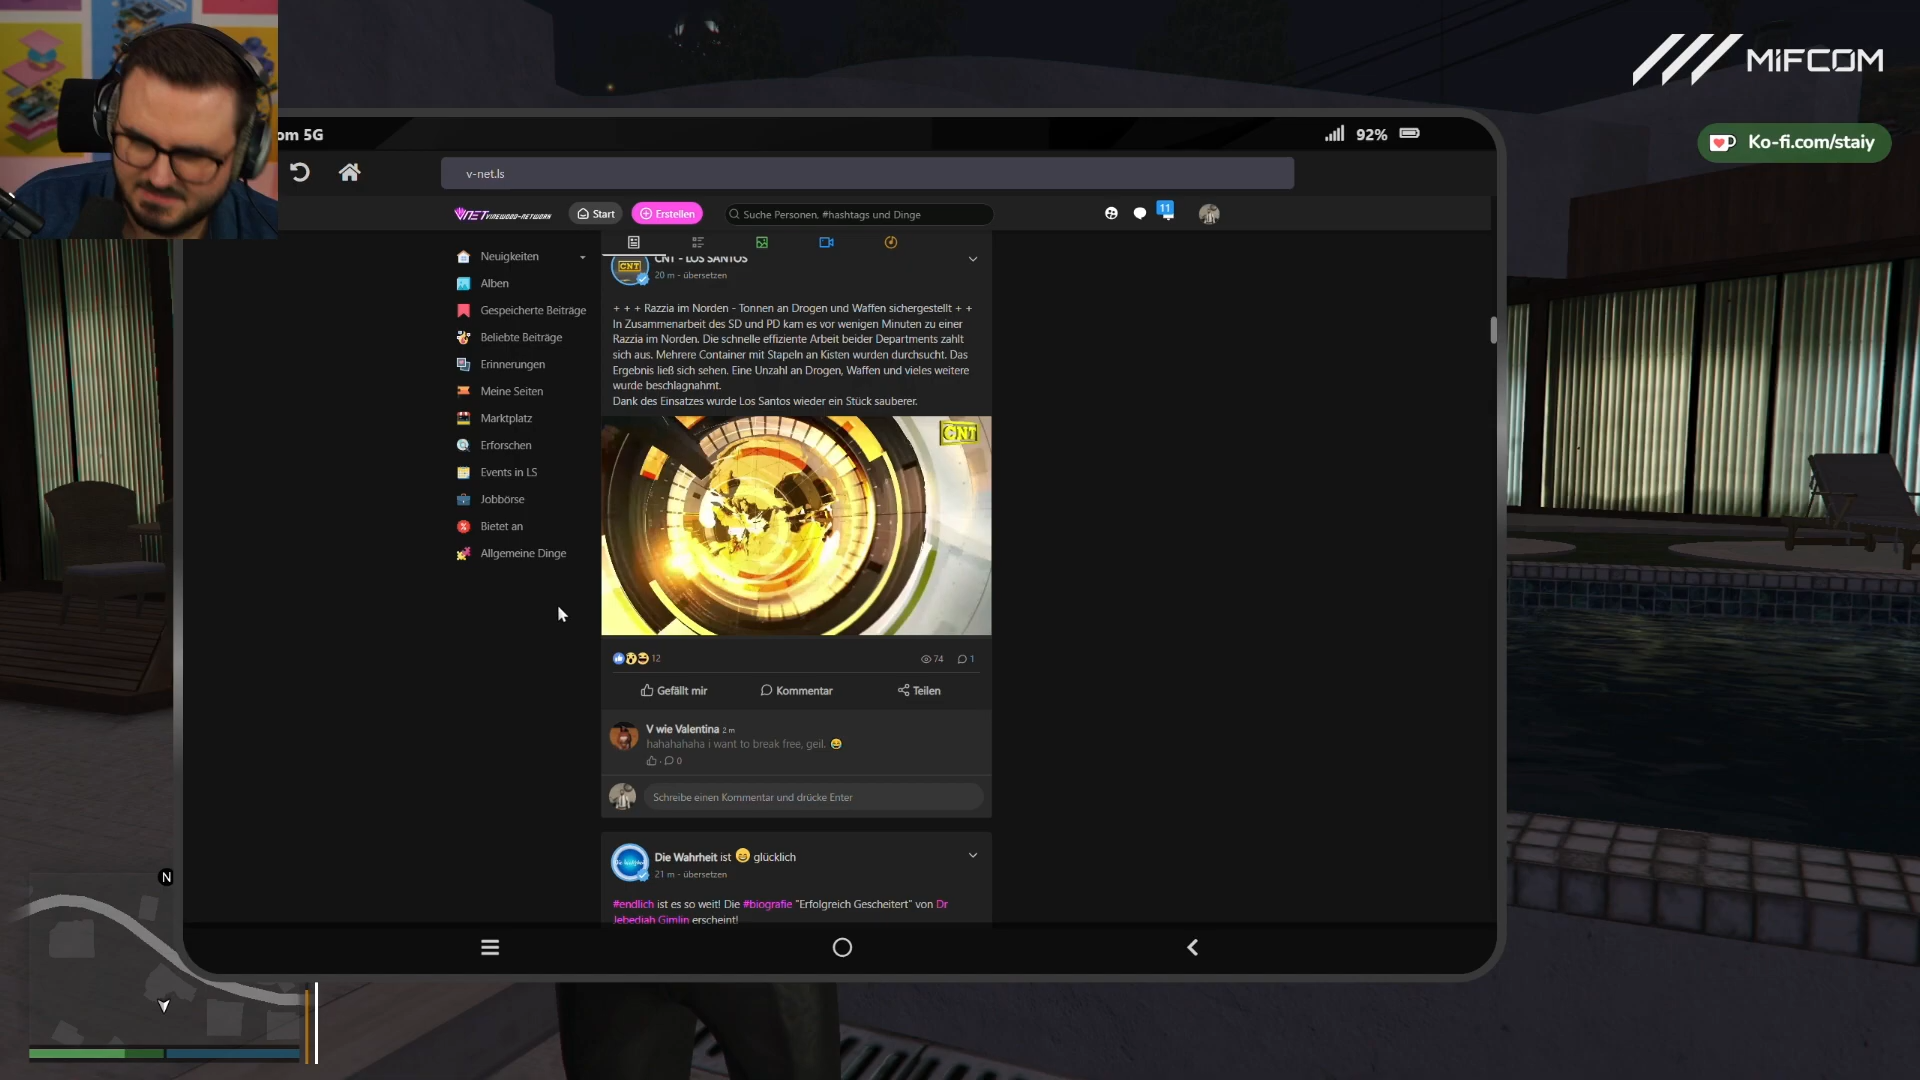 MIFCOM
Ko-fi.com/staiy
om 5G
92%
v-net.ls
VNET VINEWOOD-NETWORK
Start
Erstellen
Suche Personen, #hashtags und Dinge
11
Neuigkeiten
Alben
Gespeicherte Beiträge
Beliebte Beiträge
Erinnerungen
Meine Seiten
Marktplatz
Erforschen
Events in LS
Jobbörse
Bietet an
Allgemeine Dinge
CNT
CNT - LOS SANTOS
20 m - übersetzen
+ + + Razzia im Norden - Tonnen an Drogen und Waffen sichergestellt + +
In Zusammenarbeit des SD und PD kam es vor wenigen Minuten zu einer
Razzia im Norden. Die schnelle effiziente Arbeit beider Departments zahlt
sich aus. Mehrere Container mit Stapeln an Kisten wurden durchsucht. Das
Ergebnis ließ sich sehen. Eine Unzahl an Drogen, Waffen und vieles weitere
wurde beschlagnahmt.
Dank des Einsatzes wurde Los Santos wieder ein Stück sauberer.
CNT
12
74
1
Gefällt mir
Kommentar
Teilen
V wie Valentina 2 m
hahahahaha i want to break free, geil.
0
Schreibe einen Kommentar und drücke Enter
Die Wahrheit ist glücklich
21 m - übersetzen
#endlich ist es so weit! Die #biografie "Erfolgreich Gescheitert" von Dr
Jebediah Gimlin erscheint!
N